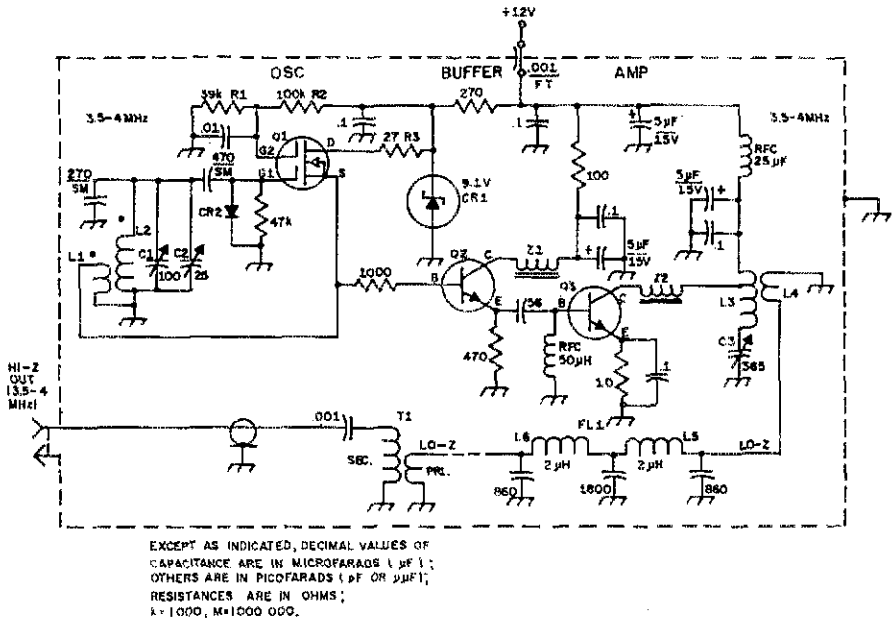 +12V
OSC
BUFFER
.001
FT
AMP
39k R1
100k R2
270
3.5-4MHz
.01
Q1
.1
27 R3
.1
+
5µF
15V
3.5-4MHz
G2
D
RFC
25µF
270
SM
470
SM
G1
S
9.1V
CR1
100
5µF
15V
+
L2
CR2
47k
.1
.1
L1
C1
100
C2
25
Q2
C
Z1
+
5µF
15V
1000
B
Q3
C
Z2
L3
L4
E
56
B
E
C3
365
470
RFC
50µH
10
.1
HI-Z
OUT
(3.5-4
MHz)
.001
T1
LO-Z
FL1
L6
L5
LO-Z
SEC.
PRI.
2µH
2µH
860
1800
860
EXCEPT AS INDICATED, DECIMAL VALUES OF
CAPACITANCE ARE IN MICROFARADS ( µF ) ;
OTHERS ARE IN PICOFARADS ( pF OR µµF);
RESISTANCES ARE IN OHMS ;
k=1000, M=1000 000.